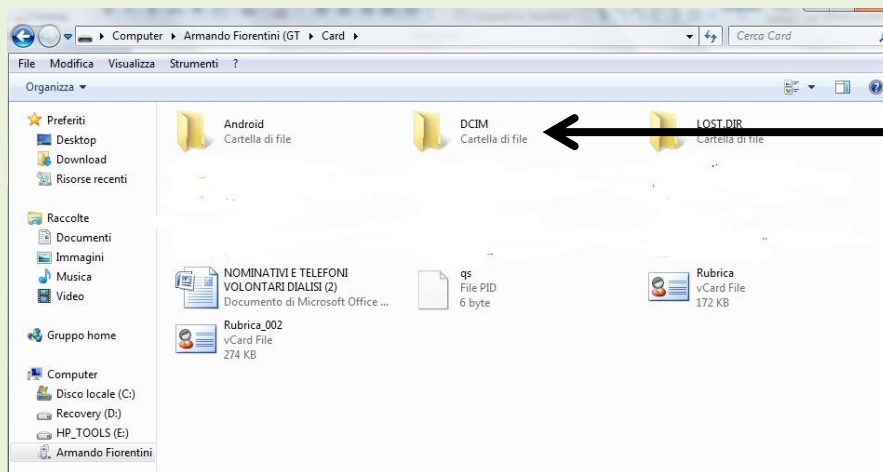 Computer ▸ Armando Fiorentini (GT ▸ Card ▸
Cerca Card
File Modifica Visualizza Strumenti ?
Organizza
Preferiti
Desktop
Download
Risorse recenti
Raccolte
Documenti
Immagini
Musica
Video
Gruppo home
Computer
Disco locale (C:)
Recovery (D:)
HP_TOOLS (E:)
Armando Fiorentini
Android
Cartella di file
DCIM
Cartella di file
LOST.DIR
Cartella di file
NOMINATIVI E TELEFONI
VOLONTARI DIALISI (2)
Documento di Microsoft Office ...
qs
File PID
6 byte
Rubrica
vCard File
172 KB
Rubrica_002
vCard File
274 KB